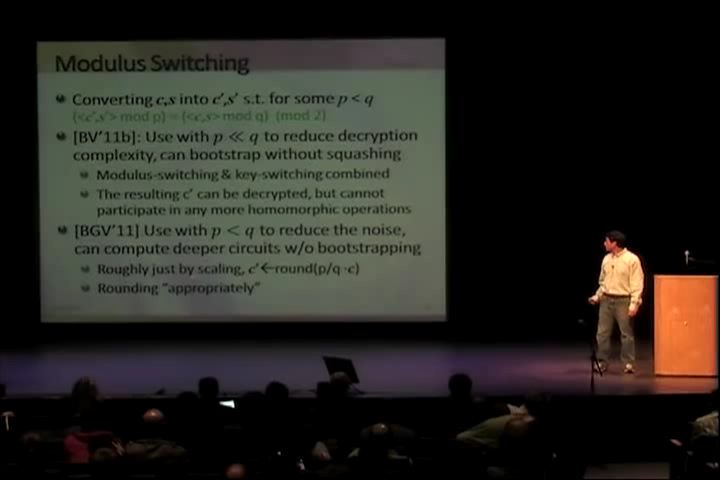 Modulus Switching
Converting c,s into c',s' s.t. for some p < q
(<c',s'> mod p) = (<c,s> mod q) (mod 2)
[BV'11b]: Use with p ≪ q to reduce decryption
complexity, can bootstrap without squashing
Modulus-switching & key-switching combined
The resulting c' can be decrypted, but cannot
participate in any more homomorphic operations
[BGV'11] Use with p < q to reduce the noise,
can compute deeper circuits w/o bootstrapping
Roughly just by scaling, c'←round(p/q ·c)
Rounding "appropriately"